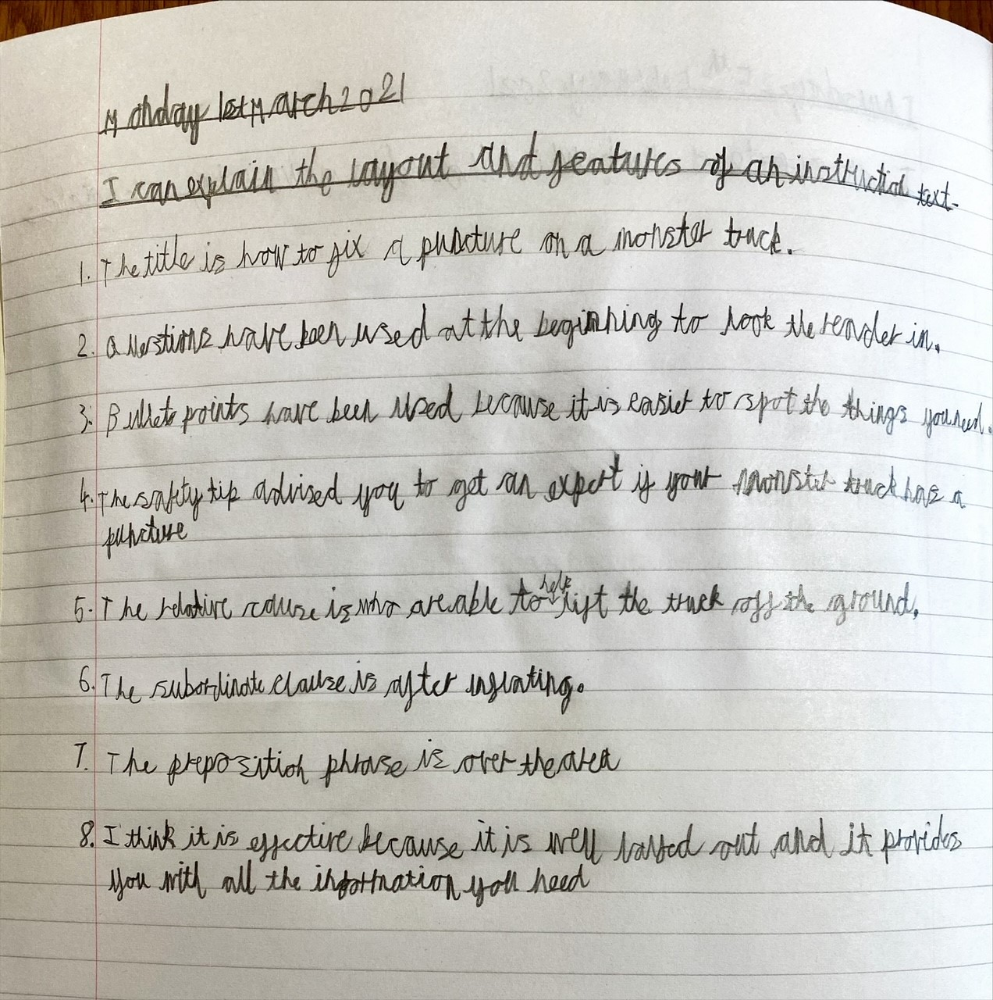 Monday 1st March 2021
I can explain the layout and features of an instruction text.
1. The title is how to fix a puncture on a monster truck.
2. Questions have been used at the beginning to hook the reader in.
3. Bullets points have been used because it is easier to spot the things you need.
4. The safety tip advised you to get an expert if your monster truck has a
puncture
5. The relative cause is who are able to help lift the truck off the ground.
6. The subordinate clause is after inflating.
7. The preposition phrase is over the area
8. I think it is effective because it is well out and it provides
you with all the information you need